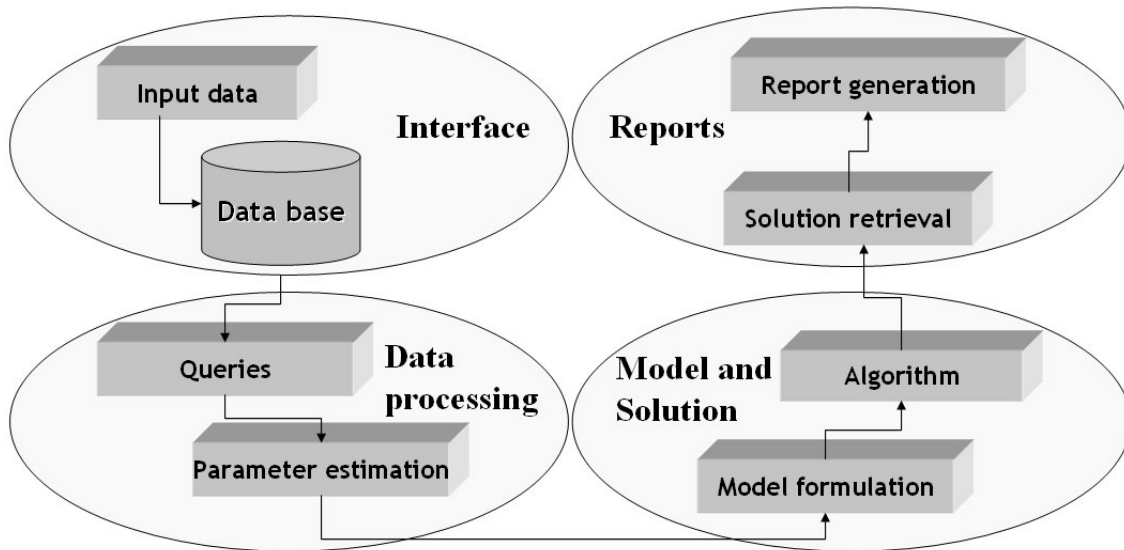 Input data
Interface
Data base
Reports
Report generation
Solution retrieval
Queries
Data
processing
Parameter estimation
Model and
Solution
Algorithm
Model formulation